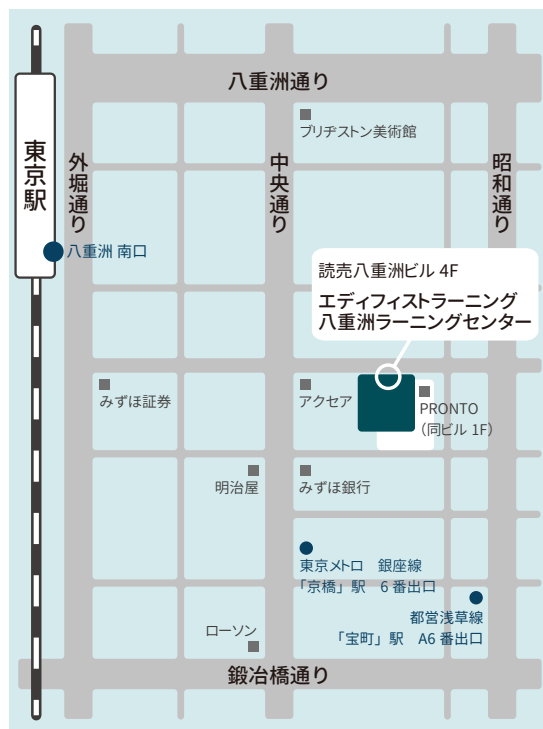 八重洲通り
ブリヂストン美術館
東京駅
外堀通り
中央通り
昭和通り
八重洲 南口
読売八重洲ビル 4F
エディフィストラーニング
八重洲ラーニングセンター
みずほ証券
アクセア
PRONTO
（同ビル 1F）
明治屋
みずほ銀行
東京メトロ　銀座線
「京橋」駅　6 番出口
都営浅草線
「宝町」駅　A6 番出口
ローソン
鍛冶橋通り